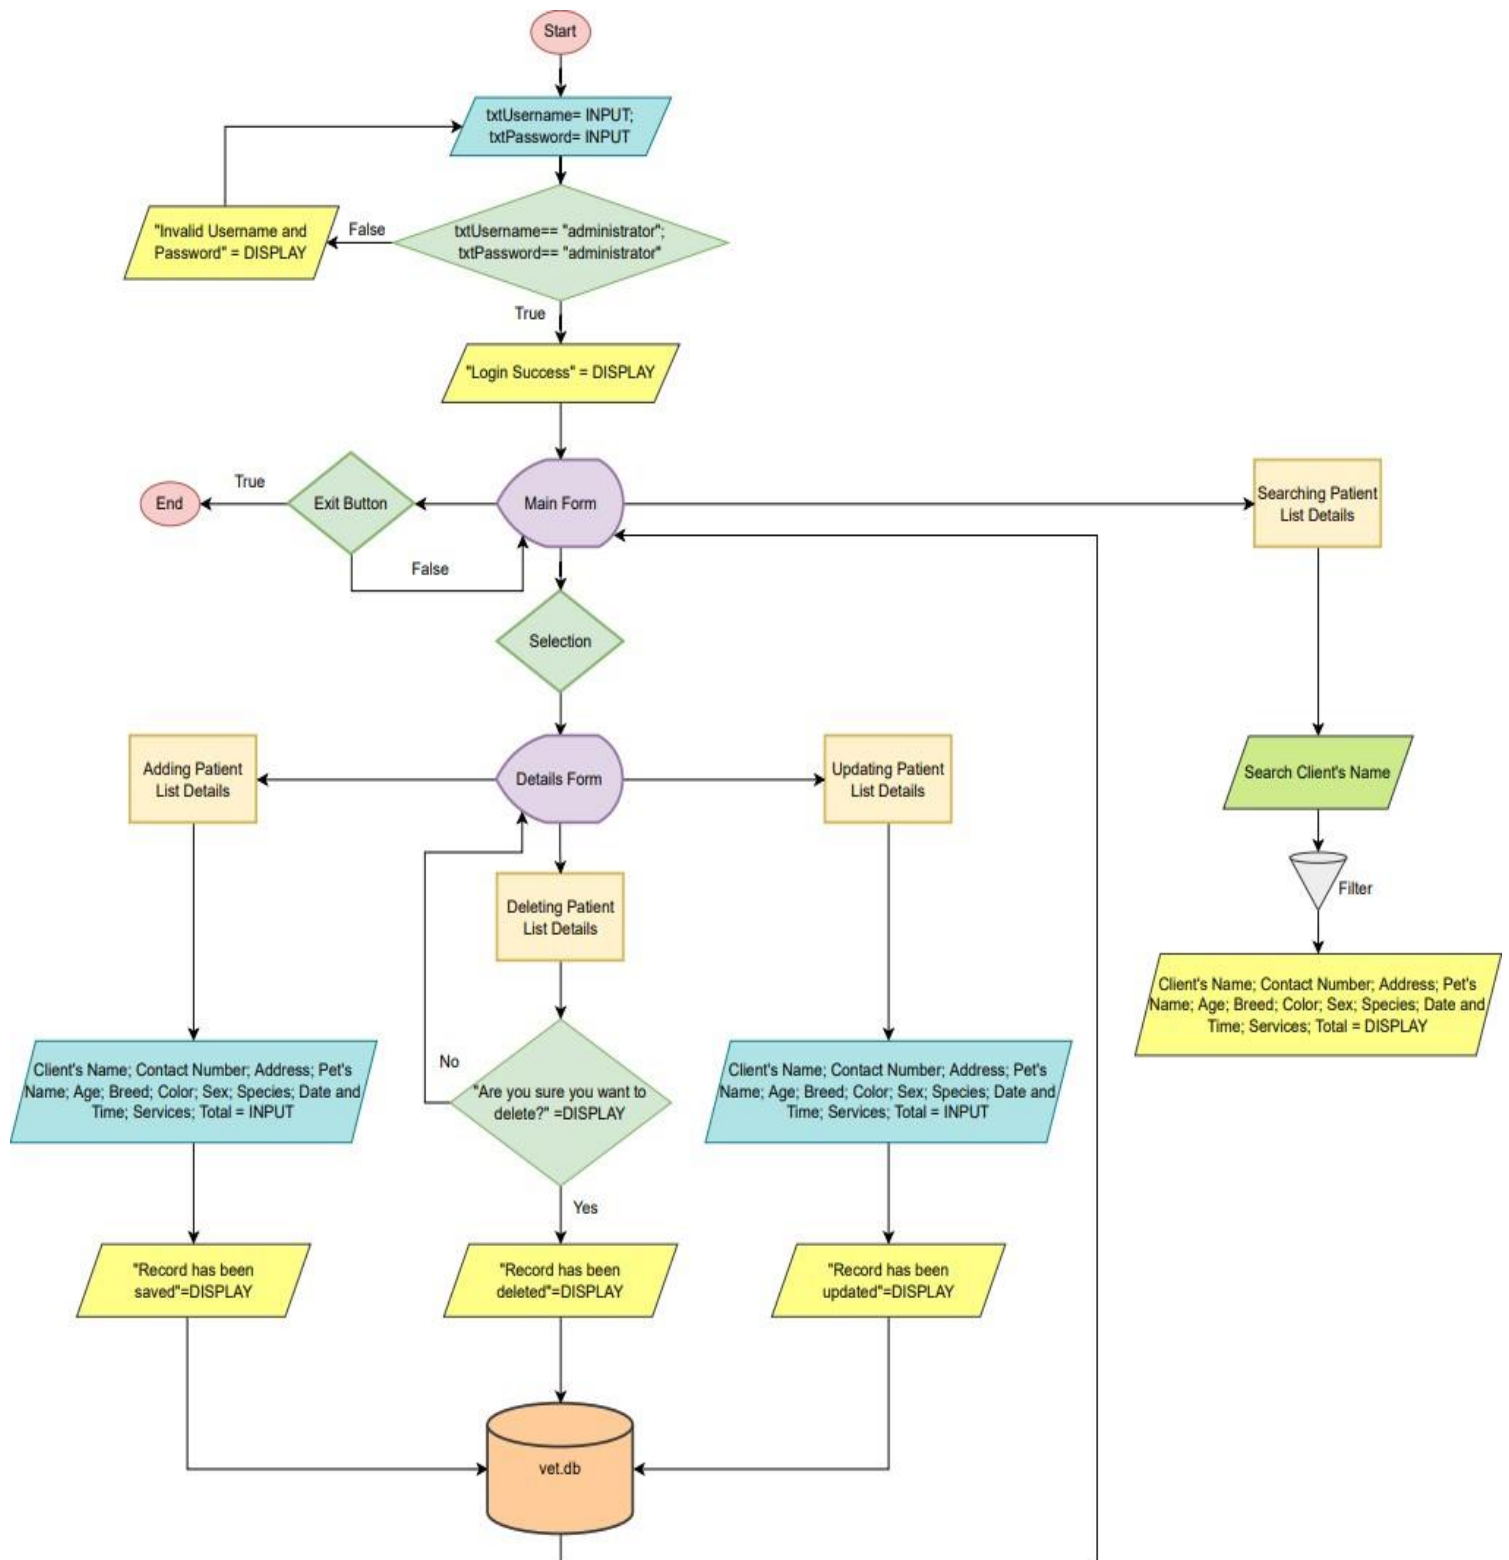 Start
txtUsername= INPUT;
txtPassword= INPUT
"Invalid Username and
Password" = DISPLAY
False
txtUsername== "administrator";
txtPassword== "administrator"
True
"Login Success" = DISPLAY
End
True
Exit Button
Main Form
Searching Patient
List Details
False
Selection
Adding Patient
List Details
Details Form
Updating Patient
List Details
Search Client's Name
Filter
Deleting Patient
List Details
Client's Name; Contact Number; Address; Pet's
Name; Age; Breed; Color; Sex; Species; Date and
Time; Services; Total = DISPLAY
Client's Name; Contact Number; Address; Pet's
Name; Age; Breed; Color; Sex; Species; Date and
Time; Services; Total = INPUT
No
"Are you sure you want to
delete?" =DISPLAY
Client's Name; Contact Number; Address; Pet's
Name; Age; Breed; Color; Sex; Species; Date and
Time; Services; Total = INPUT
Yes
"Record has been
saved"=DISPLAY
"Record has been
deleted"=DISPLAY
"Record has been
updated"=DISPLAY
vet.db